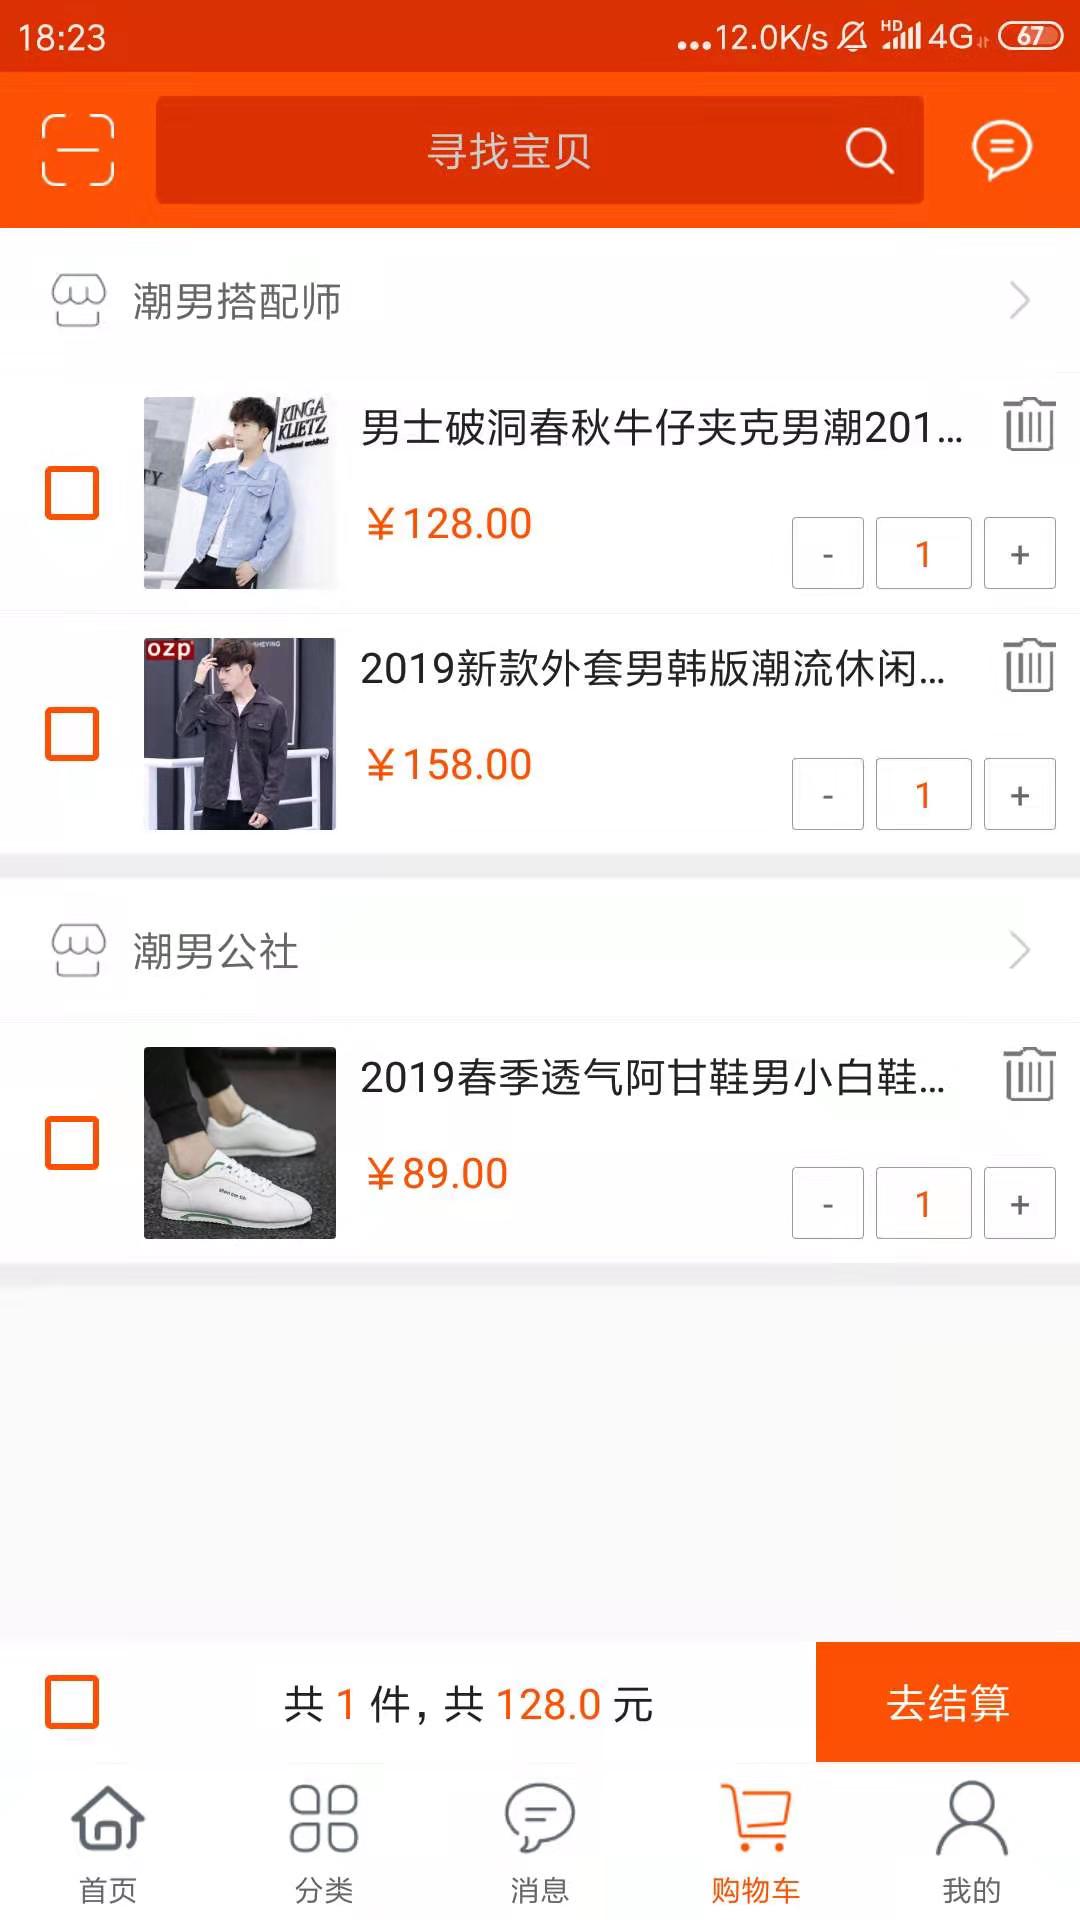 18:23
...12.0K/s HD 4G 67
寻找宝贝
潮男搭配师
KINGA
KLIETZ
international architect
男士破洞春秋牛仔夹克男潮201...
￥128.00
- 1 +
ozp
SHEYING
2019新款外套男韩版潮流休闲...
￥158.00
- 1 +
潮男公社
2019春季透气阿甘鞋男小白鞋...
￥89.00
- 1 +
共 1 件，共 128.0 元
去结算
首页 分类 消息 购物车 我的